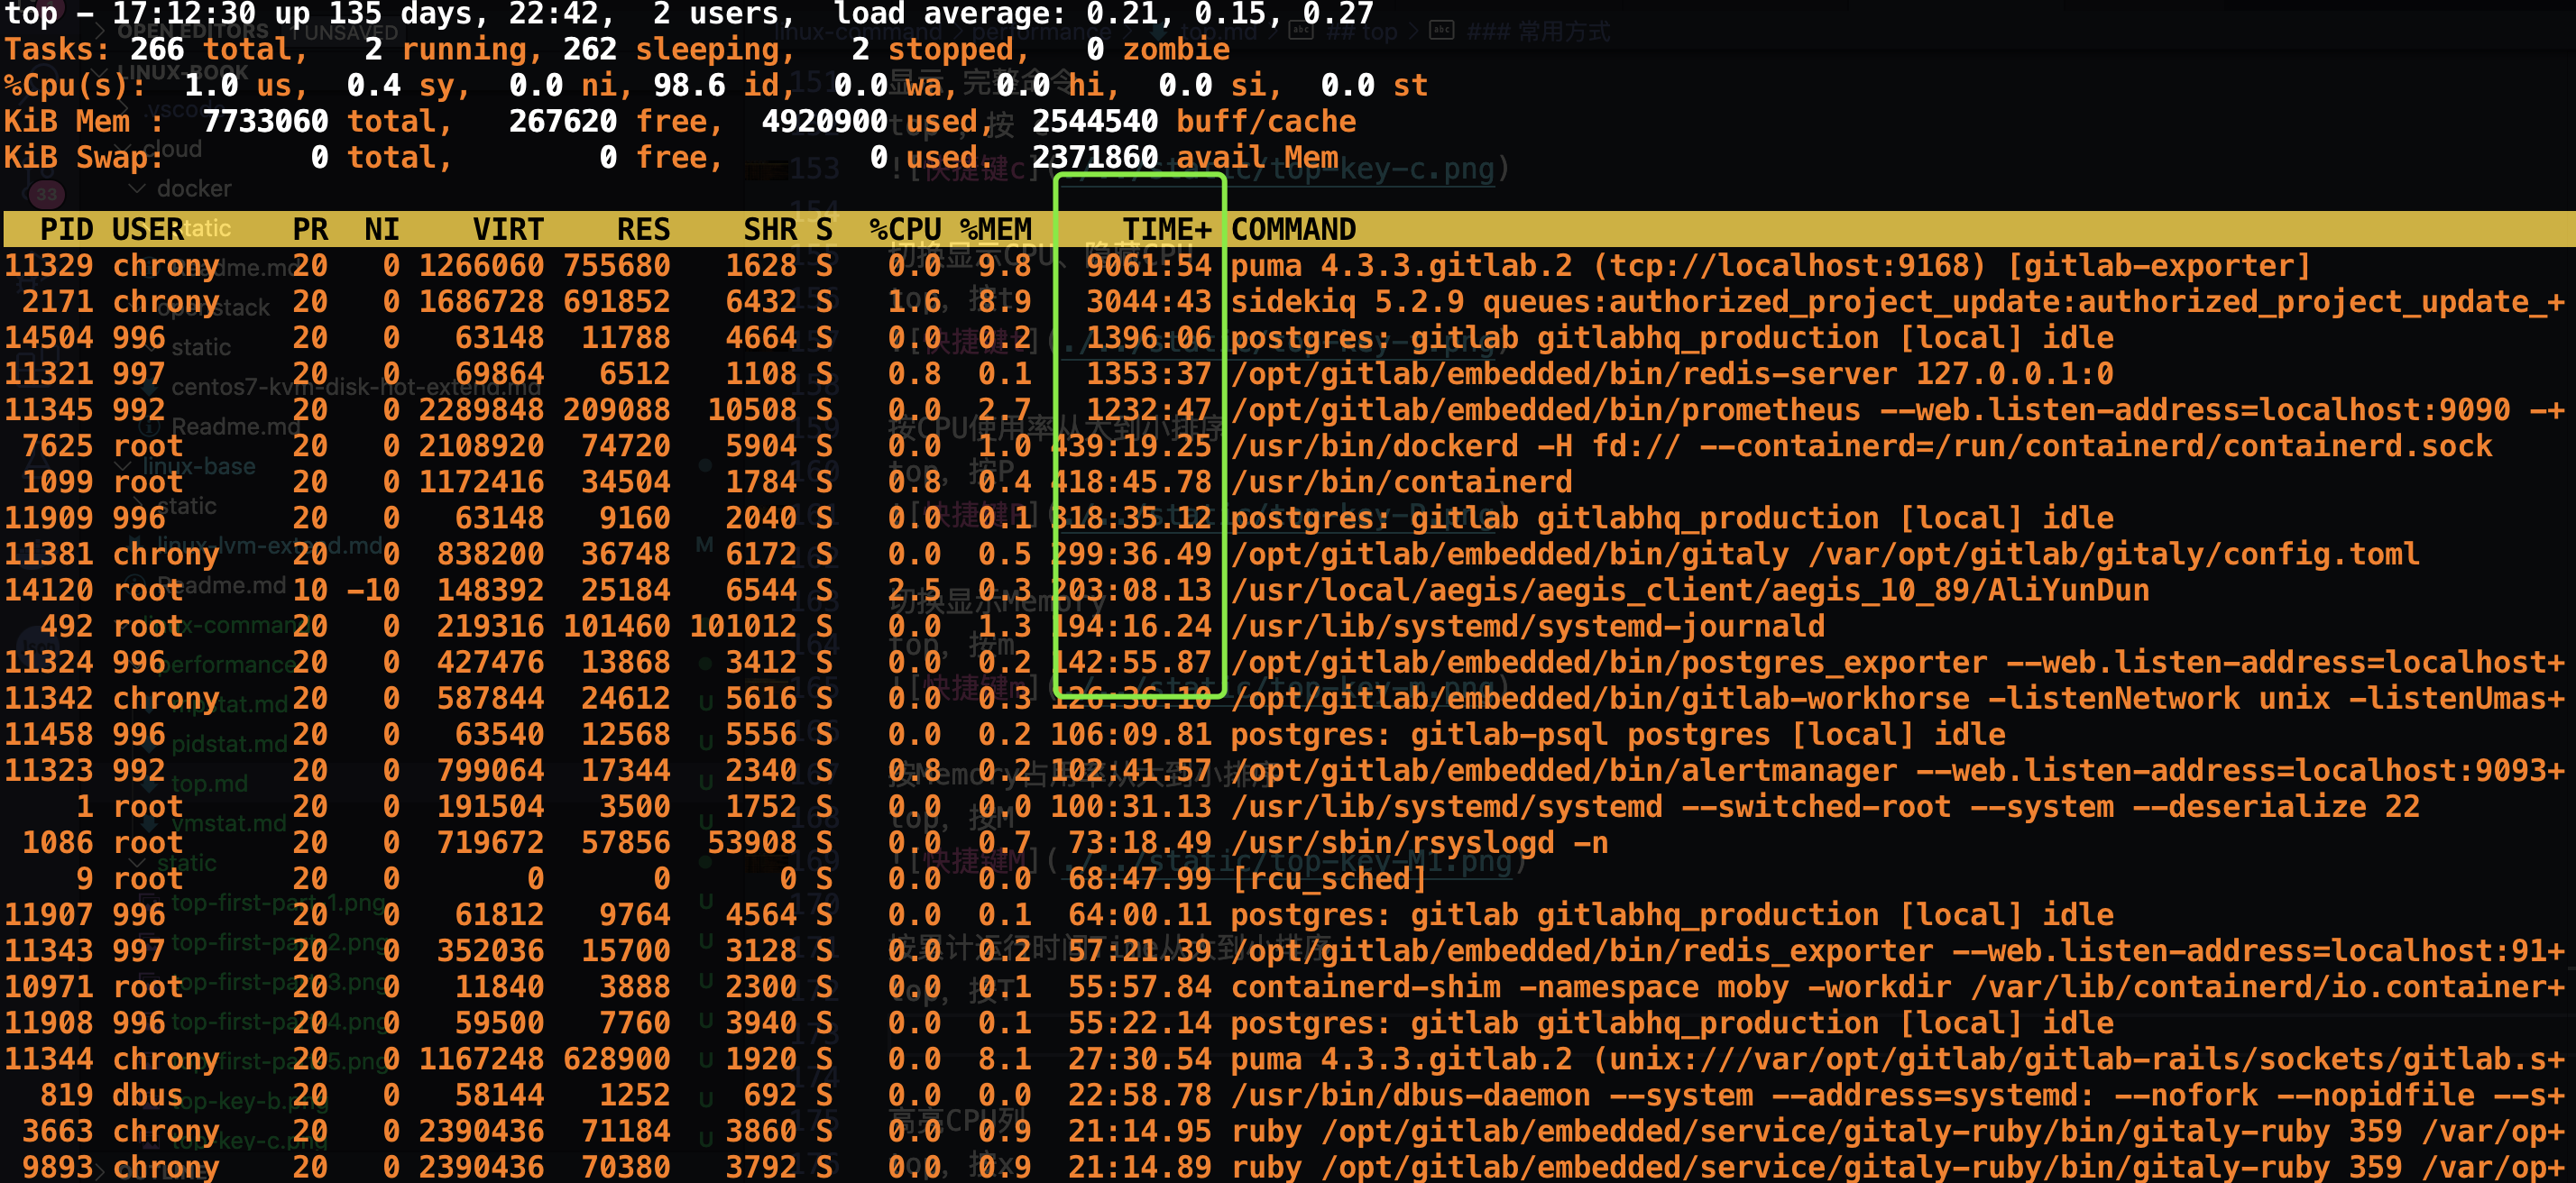 top - 17:12:30 up 135 days, 22:42,  2 users,  load average: 0.21, 0.15, 0.27
Tasks: 266 total,   2 running, 262 sleeping,   2 stopped,   0 zombie
%Cpu(s):  1.0 us,  0.4 sy,  0.0 ni, 98.6 id,  0.0 wa,  0.0 hi,  0.0 si,  0.0 st
KiB Mem :  7733060 total,   267620 free,  4920900 used,  2544540 buff/cache
KiB Swap:        0 total,        0 free,        0 used.  2371860 avail Mem
PID USER      PR  NI    VIRT    RES    SHR S  %CPU %MEM     TIME+ COMMAND
11329 chrony    20   0 1266060 755680   1628 S   0.0  9.8   9061:54 puma 4.3.3.gitlab.2 (tcp://localhost:9168) [gitlab-exporter]
2171 chrony    20   0 1686728 691852   6432 S   1.6  8.9   3044:43 sidekiq 5.2.9 queues:authorized_project_update:authorized_project_update_+
14504 996       20   0   63148  11788   4664 S   0.0  0.2   1396:06 postgres: gitlab gitlabhq_production [local] idle
11321 997       20   0   69864   6512   1108 S   0.8  0.1   1353:37 /opt/gitlab/embedded/bin/redis-server 127.0.0.1:0
11345 992       20   0 2289848 209088  10508 S   0.0  2.7   1232:47 /opt/gitlab/embedded/bin/prometheus --web.listen-address=localhost:9090 -+
7625 root      20   0 2108920  74720   5904 S   0.0  1.0 439:19.25 /usr/bin/dockerd -H fd:// --containerd=/run/containerd/containerd.sock
1099 root      20   0 1172416  34504   1784 S   0.8  0.4 418:45.78 /usr/bin/containerd
11909 996       20   0   63148   9160   2040 S   0.0  0.1 318:35.12 postgres: gitlab gitlabhq_production [local] idle
11381 chrony    20   0  838200  36748   6172 S   0.0  0.5 299:36.49 /opt/gitlab/embedded/bin/gitaly /var/opt/gitlab/gitaly/config.toml
14120 root      10 -10  148392  25184   6544 S   2.5  0.3 203:08.13 /usr/local/aegis/aegis_client/aegis_10_89/AliYunDun
492 root      20   0  219316 101460 101012 S   0.0  1.3 194:16.24 /usr/lib/systemd/systemd-journald
11324 996       20   0  427476  13868   3412 S   0.0  0.2 142:55.87 /opt/gitlab/embedded/bin/postgres_exporter --web.listen-address=localhost+
11342 chrony    20   0  587844  24612   5616 S   0.0  0.3 126:36.10 /opt/gitlab/embedded/bin/gitlab-workhorse -listenNetwork unix -listenUmas+
11458 996       20   0   63540  12568   5556 S   0.0  0.2 106:09.81 postgres: gitlab-psql postgres [local] idle
11323 992       20   0  799064  17344   2340 S   0.8  0.2 102:41.57 /opt/gitlab/embedded/bin/alertmanager --web.listen-address=localhost:9093+
1 root      20   0  191504   3500   1752 S   0.0  0.0 100:31.13 /usr/lib/systemd/systemd --switched-root --system --deserialize 22
1086 root      20   0  719672  57856  53908 S   0.0  0.7  73:18.49 /usr/sbin/rsyslogd -n
9 root      20   0       0      0      0 S   0.0  0.0  68:47.99 [rcu_sched]
11907 996       20   0   61812   9764   4564 S   0.0  0.1  64:00.11 postgres: gitlab gitlabhq_production [local] idle
11343 997       20   0  352036  15700   3128 S   0.0  0.2  57:21.39 /opt/gitlab/embedded/bin/redis_exporter --web.listen-address=localhost:91+
10971 root      20   0   11840   3888   2300 S   0.0  0.1  55:57.84 containerd-shim -namespace moby -workdir /var/lib/containerd/io.container+
11908 996       20   0   59500   7760   3940 S   0.0  0.1  55:22.14 postgres: gitlab gitlabhq_production [local] idle
11344 chrony    20   0 1167248 628900   1920 S   0.0  8.1  27:30.54 puma 4.3.3.gitlab.2 (unix:///var/opt/gitlab/gitlab-rails/sockets/gitlab.s+
819 dbus      20   0   58144   1252    692 S   0.0  0.0  22:58.78 /usr/bin/dbus-daemon --system --address=systemd: --nofork --nopidfile --s+
3663 chrony    20   0 2390436  71184   3860 S   0.0  0.9  21:14.95 ruby /opt/gitlab/embedded/service/gitaly-ruby/bin/gitaly-ruby 359 /var/op+
9893 chrony    20   0 2390436  70380   3792 S   0.0  0.9  21:14.89 ruby /opt/gitlab/embedded/service/gitaly-ruby/bin/gitaly-ruby 359 /var/op+